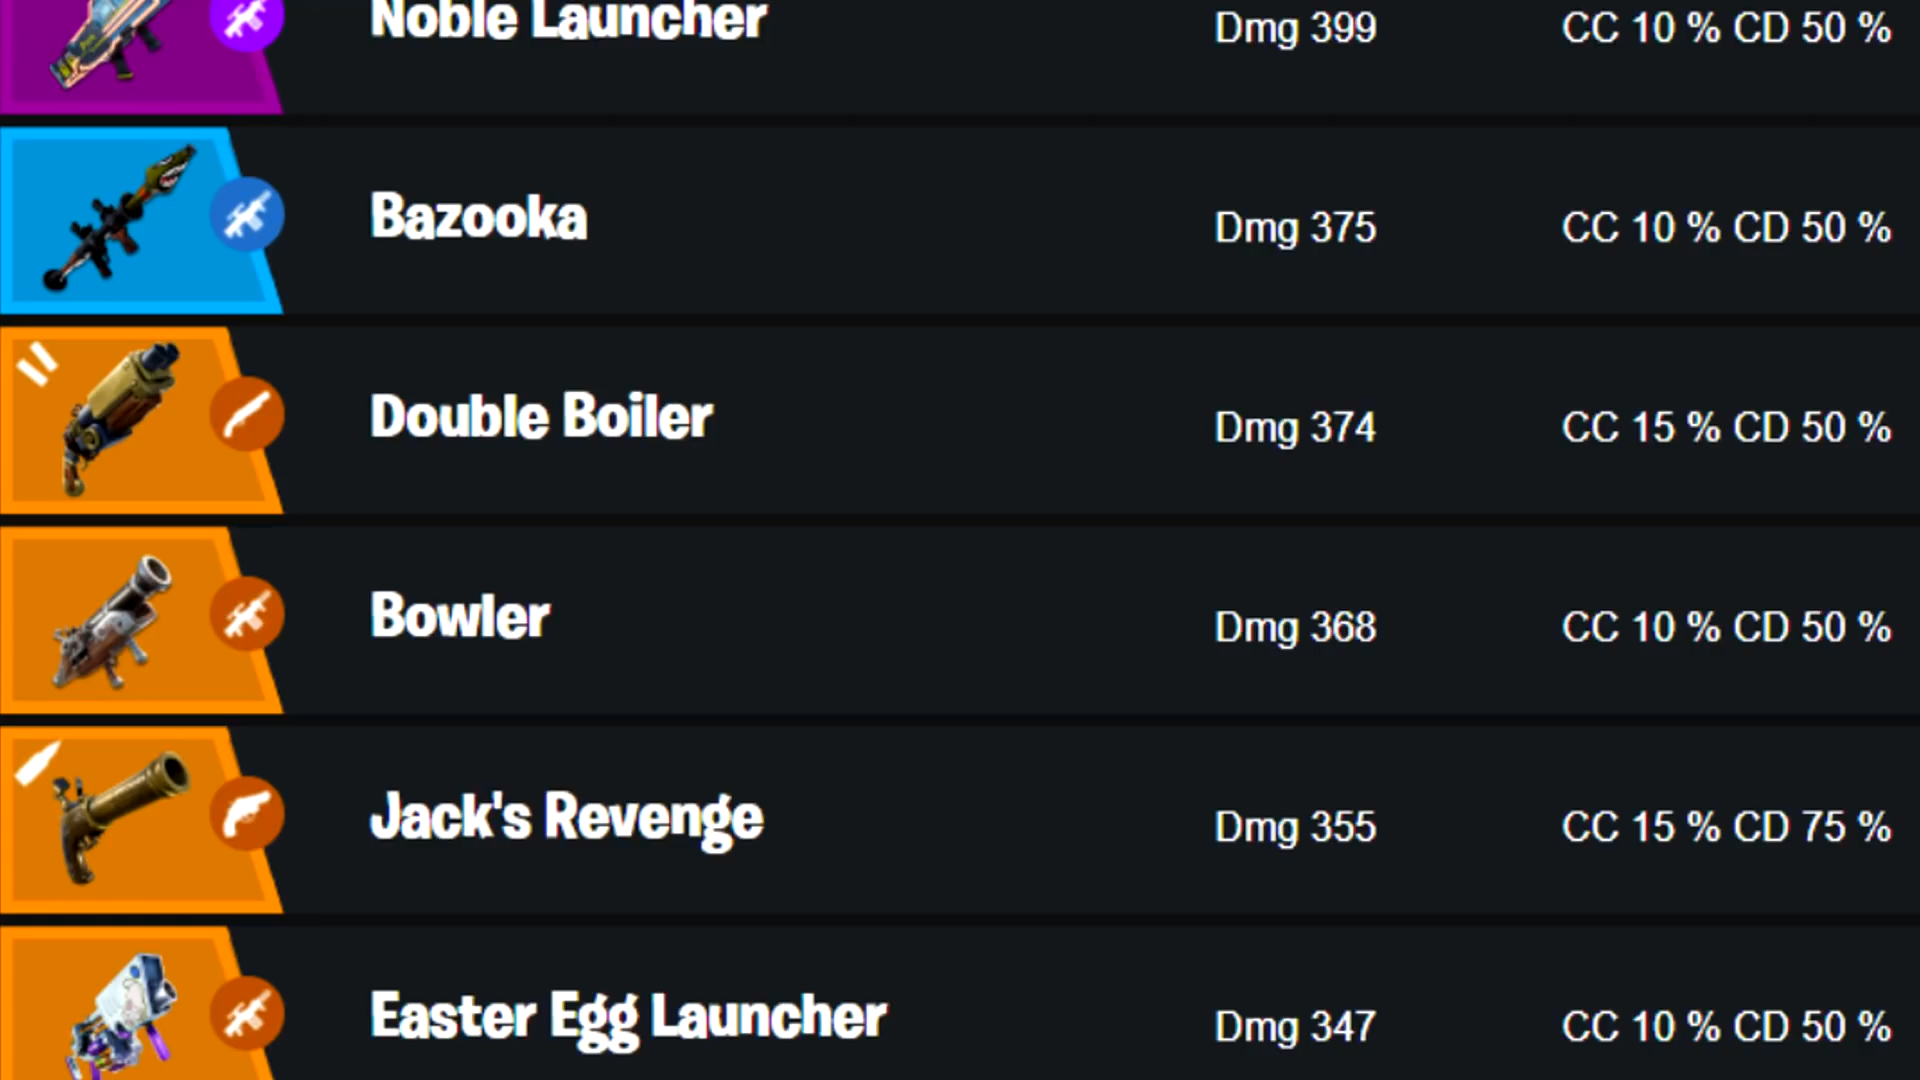 Noble Launcher Dmg 399 CC 10 % CD 50 %
Bazooka Dmg 375 CC 10 % CD 50 %
Double Boiler Dmg 374 CC 15 % CD 50 %
Bowler Dmg 368 CC 10 % CD 50 %
Jack's Revenge Dmg 355 CC 15 % CD 75 %
Easter Egg Launcher Dmg 347 CC 10 % CD 50 %